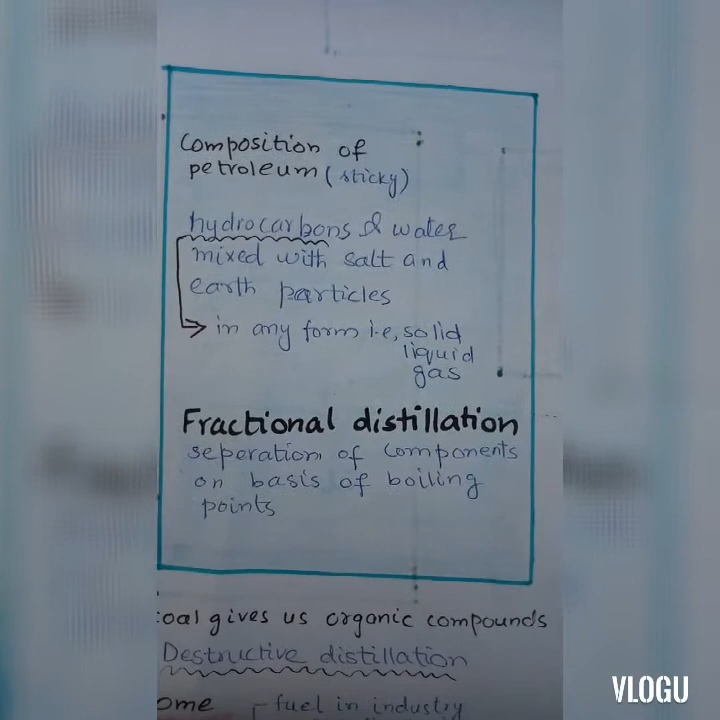 Composition of
petroleum (sticky)
hydrocarbons & water
mixed with salt and
earth particles
in any form i.e, solid
liquid
gas
Fractional distillation
seperation of components
on basis of boiling
points
oal gives us organic compounds
Destructive distillation
ome fuel in industry
VLOGU